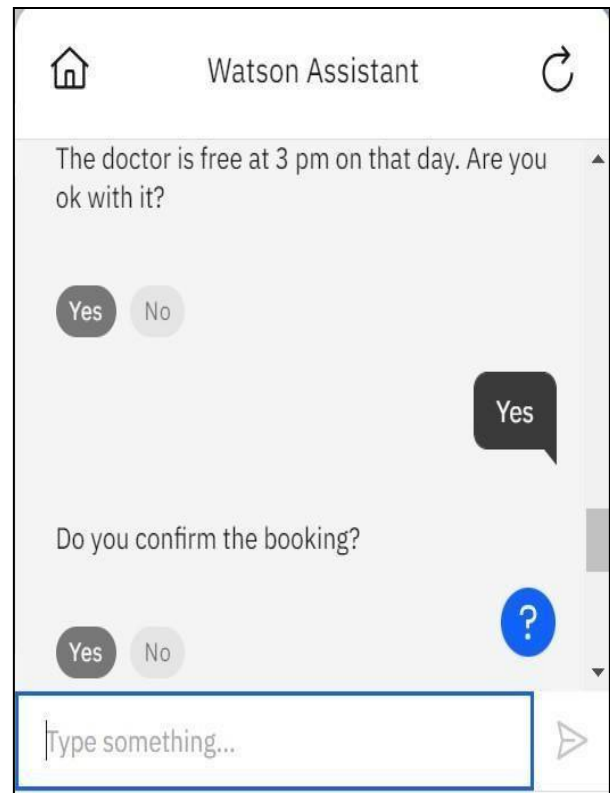 Watson Assistant
The doctor is free at 3 pm on that day. Are you
ok with it?
Yes No
Yes
Do you confirm the booking?
?
Yes No
Type something...